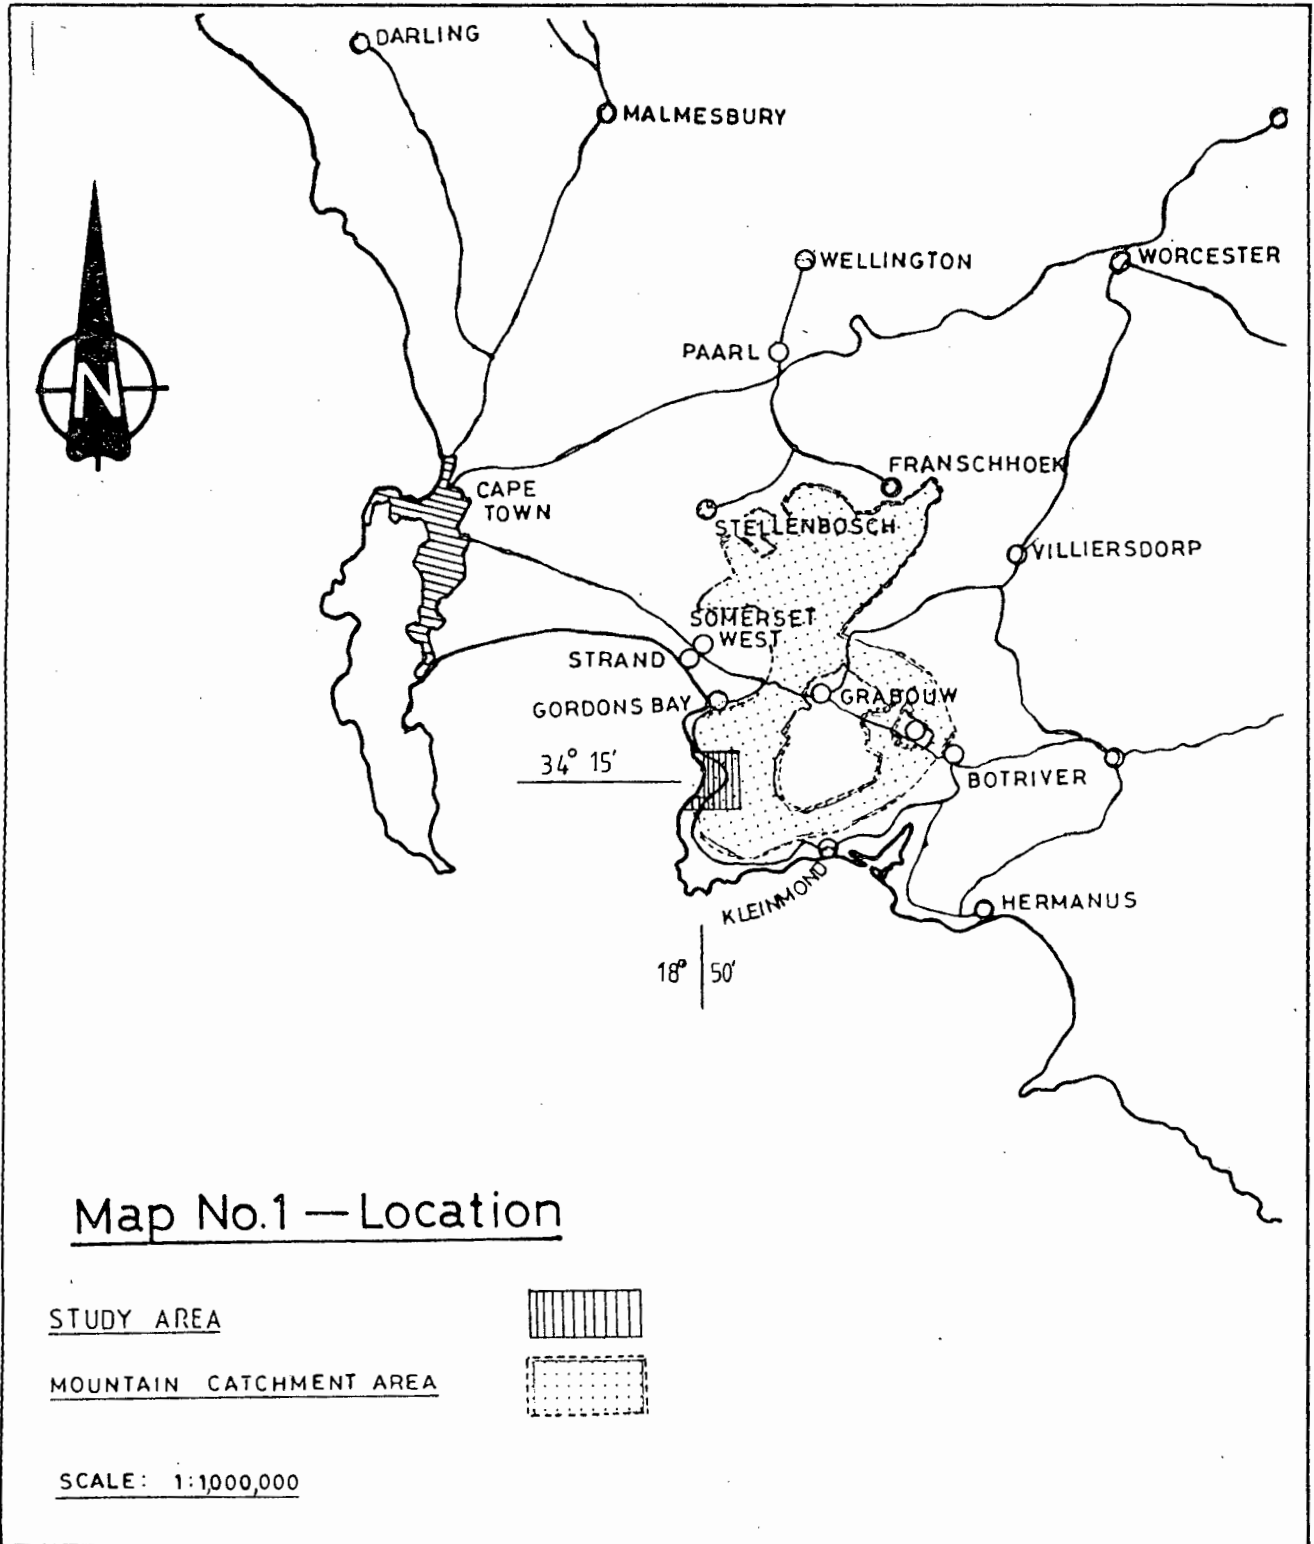 DARLING
MALMESBURY
WELLINGTON
WORCESTER
PAARL
N
FRANSCHHOEK
CAPE
TOWN
STELLENBOSCH
VILLIERSDORP
SOMERSET
WEST
STRAND
GRABOUW
GORDONS BAY
34° 15'
BOTRIVER
KLEINMOND
HERMANUS
18° 50'
Map No.1 — Location
STUDY AREA
MOUNTAIN CATCHMENT AREA
SCALE: 1:1,000,000